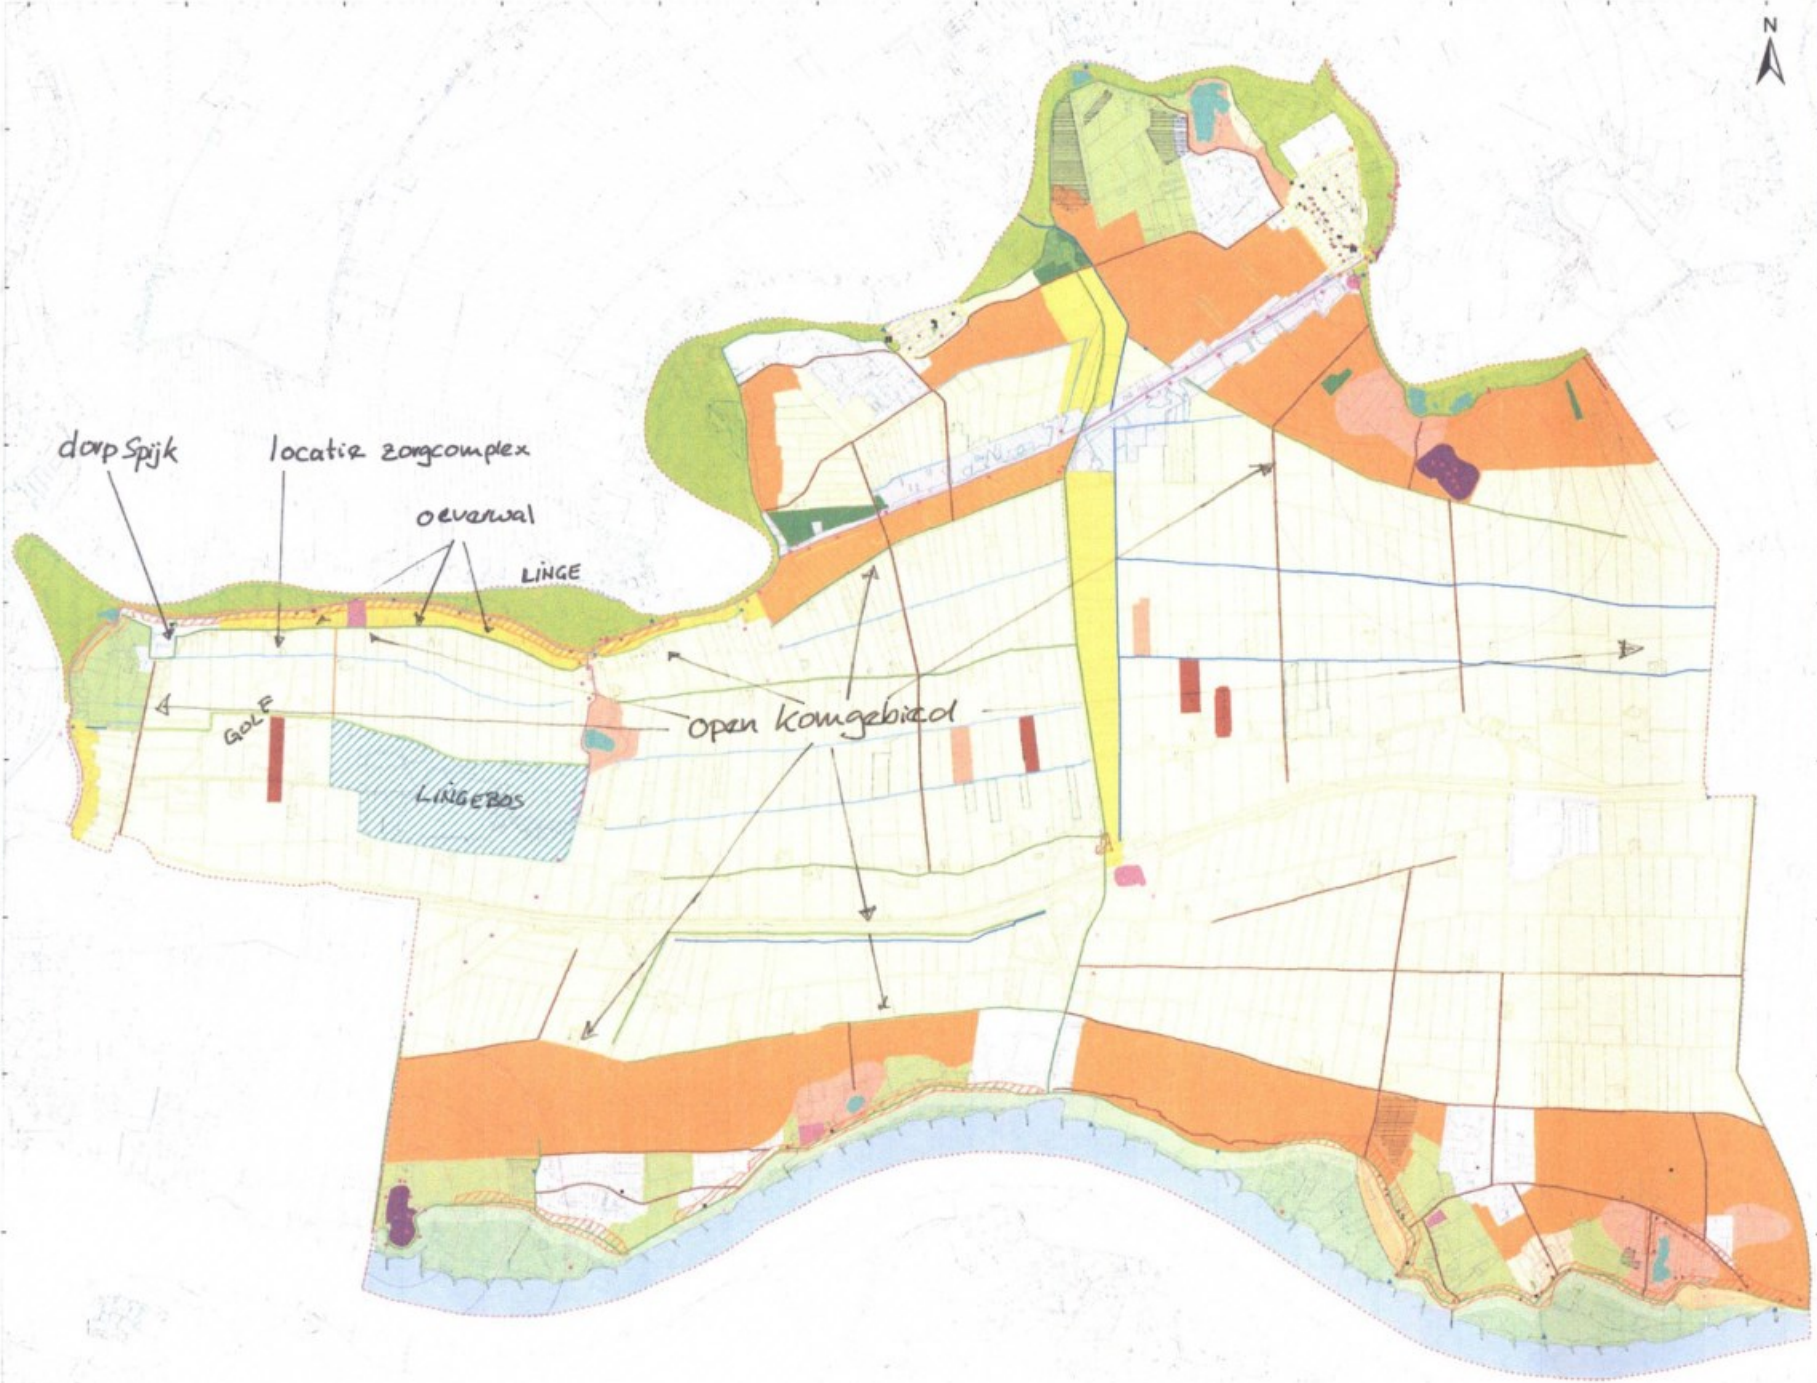 N
dorp Spijk
locatie zorgcomplex
oeverwal
LINGE
GOLF
open komgebied
LINGEBOS